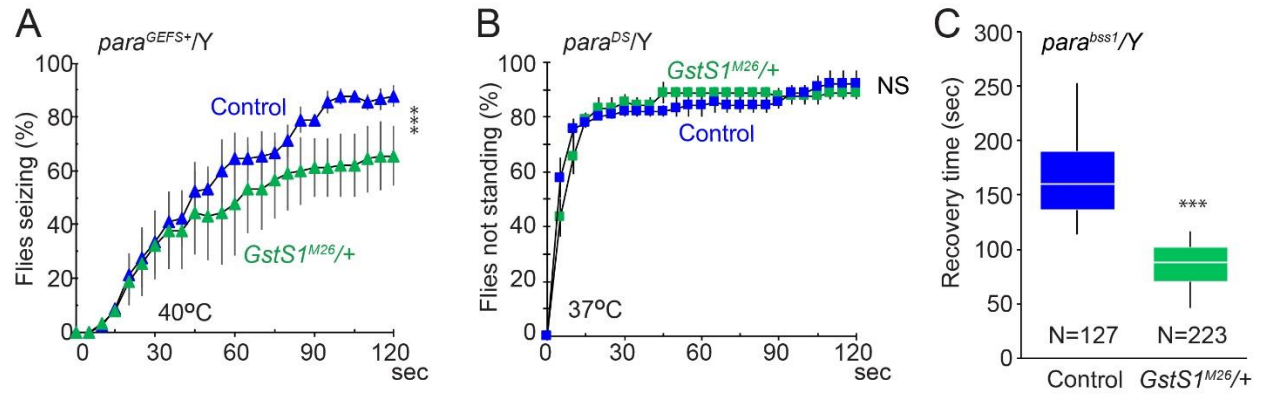 A
para^GEFS+/Y
Flies seizing (%)
100
80
60
40
20
0
Control
***
GstS1^M26/+
40ºC
0 30 60 90 120
sec
B
para^DS/Y
Flies not standing (%)
100
80
60
40
20
0
GstS1^M26/+
NS
Control
37ºC
0 30 60 90 120
sec
C
para^bss1/Y
Recovery time (sec)
300
250
200
150
100
50
0
***
N=127 N=223
Control GstS1^M26/+